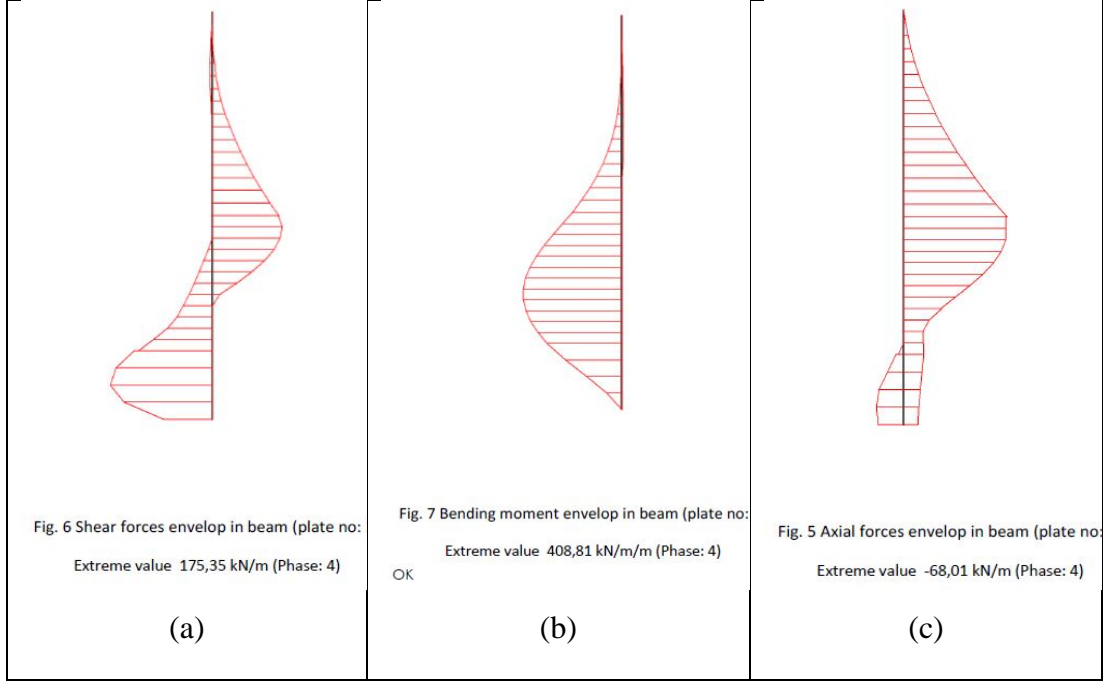 Fig. 6 Shear forces envelop in beam (plate no:
Extreme value 175,35 kN/m (Phase: 4)
(a)
Fig. 7 Bending moment envelop in beam (plate no:
Extreme value 408,81 kN/m/m (Phase: 4)
OK
(b)
Fig. 5 Axial forces envelop in beam (plate no:
Extreme value -68,01 kN/m (Phase: 4)
(c)